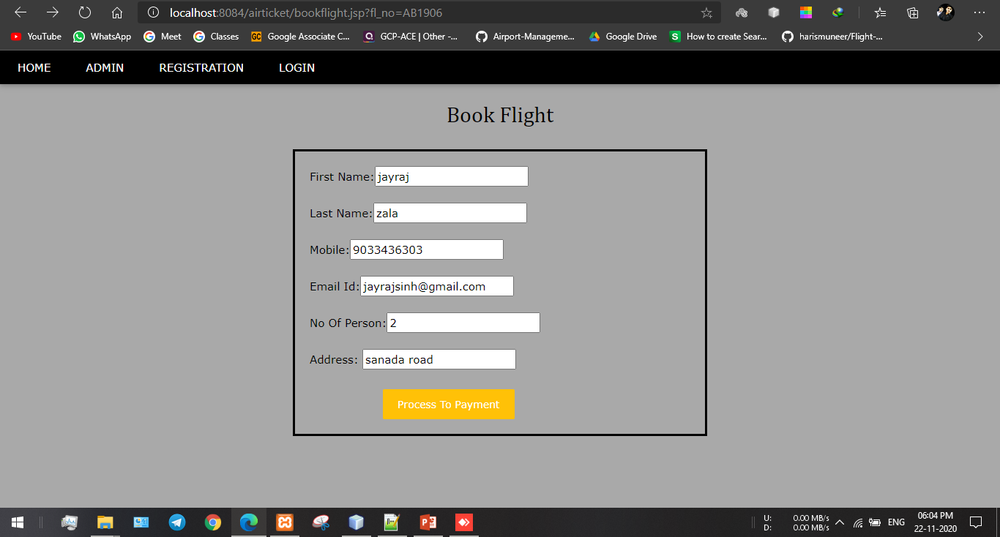 localhost:8084/airticket/bookflight.jsp?fl_no=AB1906
YouTube WhatsApp Meet Classes GC Google Associate C... GCP-ACE | Other -... Airport-Manageme... Google Drive S How to create Sear... harismuneer/Flight-...
HOME ADMIN REGISTRATION LOGIN
Book Flight
First Name: jayraj
Last Name: zala
Mobile: 9033436303
Email Id: jayrajsinh@gmail.com
No Of Person: 2
Address: sanada road
Process To Payment
U: 0.00 MB/s
D: 0.00 MB/s
ENG
06:04 PM
22-11-2020